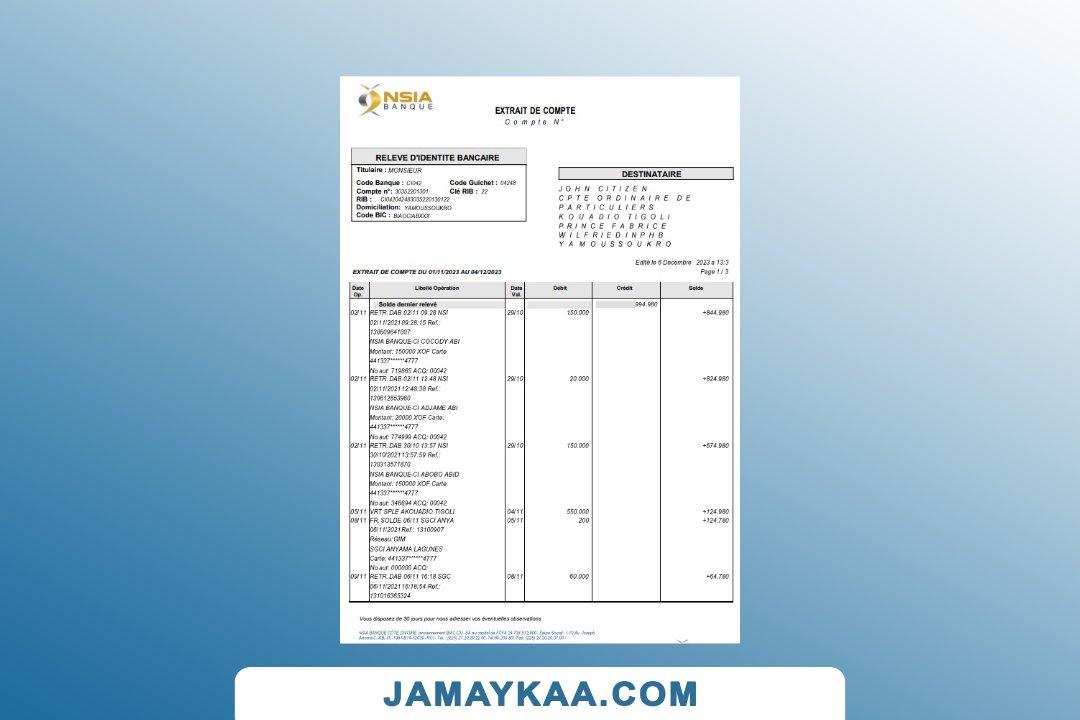 NSIA
BANQUE
EXTRAIT DE COMPTE
Compte N°
RELEVE D'IDENTITE BANCAIRE
Titulaire : MONSIEUR
Code Banque : CI042 Code Guichet : 04248
Compte n°: 30352201301 Clé RIB : 22
RIB : CI042042483035220130122
Domiciliation: YAMOUSSOUKRO
Code BIC : BIAOCIABXXX
DESTINATAIRE
JOHN CITIZEN
CPTE ORDINAIRE DE
PARTICULIERS
KOUADIO TIGOLI
PRINCE FABRICE
WILFRIEDINPHB
YAMOUSSOUKRO
Edité le 6 Decembre 2023 a 13:3
EXTRAIT DE COMPTE DU 01/11/2023 AU 04/12/2023 Page 1 / 3
Date Op. Libellé Opération Date Val. Débit Crédit Solde
Solde dernier relevé 994.980
02/11 RETR.DAB 02/11 09:28 NSI 29/10 150.000 +844.980
02/11/2021 09:28:15 Ref.:
130609641007
NSIA BANQUE-CI COCODY ABI
Montant: 150000 XOF Carte
441337******4777
No aut: 719865 ACQ: 00042
02/11 RETR.DAB 02/11 12:48 NSI 29/10 20.000 +824.980
02/11/2021 12:48:38 Ref.:
130612653960
NSIA BANQUE-CI ADJAME ABI
Montant: 20000 XOF Carte:
441337******4777
No aut: 774999 ACQ: 00042
02/11 RETR.DAB 30/10 13:57 NSI 29/10 150.000 +674.980
30/10/2021 13:57:59 Ref.:
130313571870
NSIA BANQUE-CI ABOBO ABID
Montant: 150000 XOF Carte
441337******4777
No aut: 346694 ACQ: 00042
05/11 VRT SPLE AKOUADIO TIGOLI 04/11 550.000 +124.980
08/11 FR.SOLDE 06/11 SGCI ANYA 05/11 200 +124.780
06/11/2021Ref.: 13100907
Réseau:GIM
SGCI ANYAMA LAGUNES
Carte: 441337******4777
No aut: 000000 ACQ:
09/11 RETR.DAB 06/11 16:18 SGC 08/11 60.000 +64.780
06/11/2021 16:18:54 Ref.:
131016365324
Vous disposez de 30 jours pour nous adresser vos éventuelles observations.
JAMAYKAA.COM